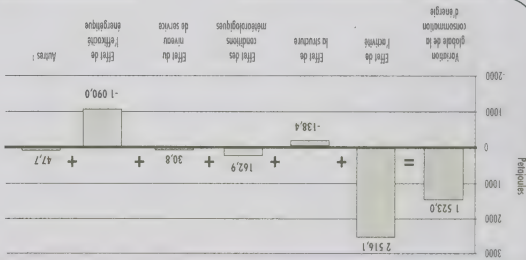 Pétajoules
3000
2000
1000
0
1000
-2000
1 523,0
=
2 516,1
+
-138,4
+
162,9
+
30,8
+
-1 090,0
+
47,7
Variation
globale de la
consommation
d'énergie
Effet de
l'activité
Effet de
la structure
Effet des
conditions
météorologiques
Effet du
niveau
de service
Effet de
l'efficacité
énergétique
Autres :